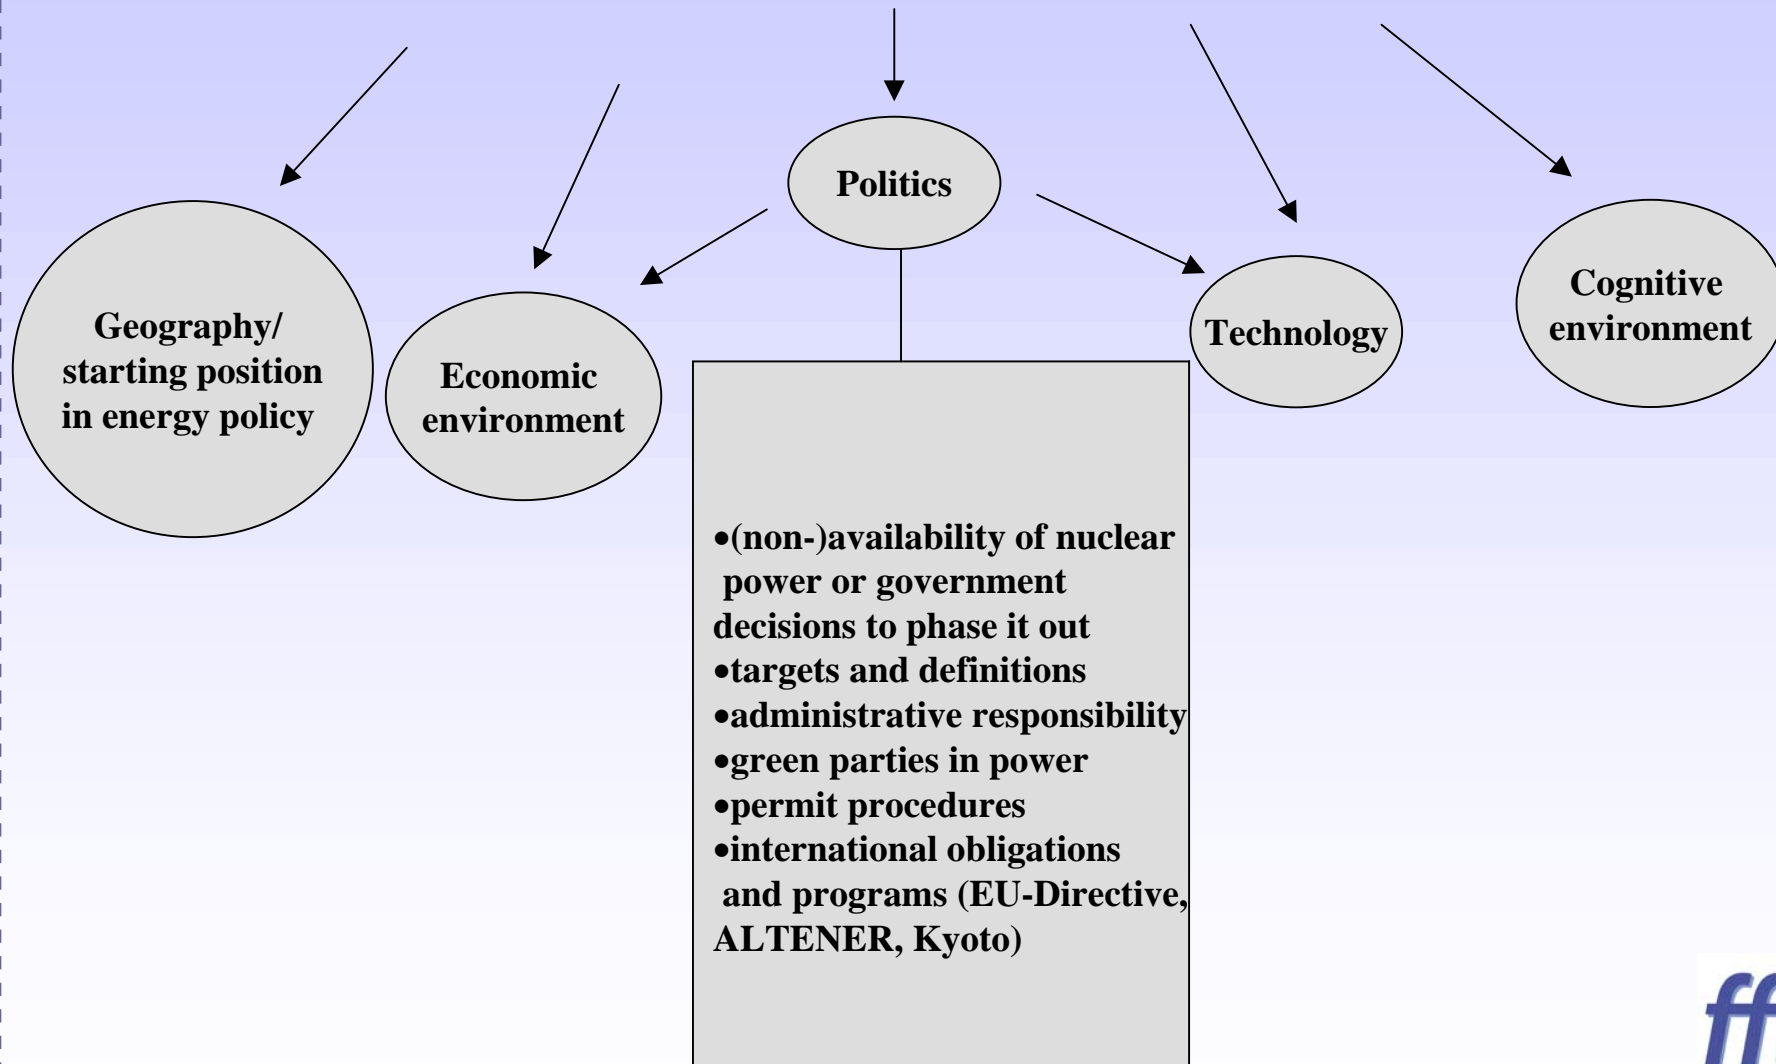 Politics
Geography/
starting position
in energy policy
Economic
environment
Technology
Cognitive
environment
•(non-)availability of nuclear
power or government
decisions to phase it out
•targets and definitions
•administrative responsibility
•green parties in power
•permit procedures
•international obligations
and programs (EU-Directive,
ALTENER, Kyoto)
ff